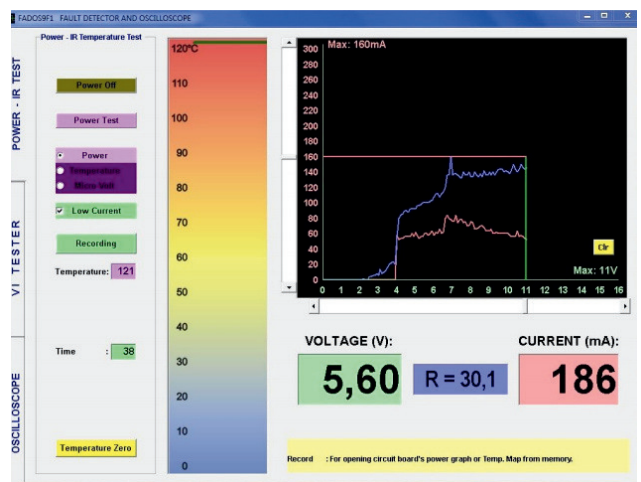 FADOS9F1 FAULT DETECTOR AND OSCILLOSCOPE
POWER - IR TEST
VI TESTER
OSCILLOSCOPE
Power - IR Temperature Test
Power Off
Power Test
Power
Temperature
Micro Volt
Low Current
Recording
Temperature: 121
Time : 38
Temperature Zero
120°C
110
100
90
80
70
60
50
40
30
20
10
0
Max: 160mA
300
280
260
240
220
200
180
160
140
120
100
80
60
40
20
0
0 1 2 3 4 5 6 7 8 9 10 11 12 13 14 15 16
Clr
Max: 11V
VOLTAGE (V):
5,60
R = 30,1
CURRENT (mA):
186
Record : For opening circuit board's power graph or Temp. Map from memory.